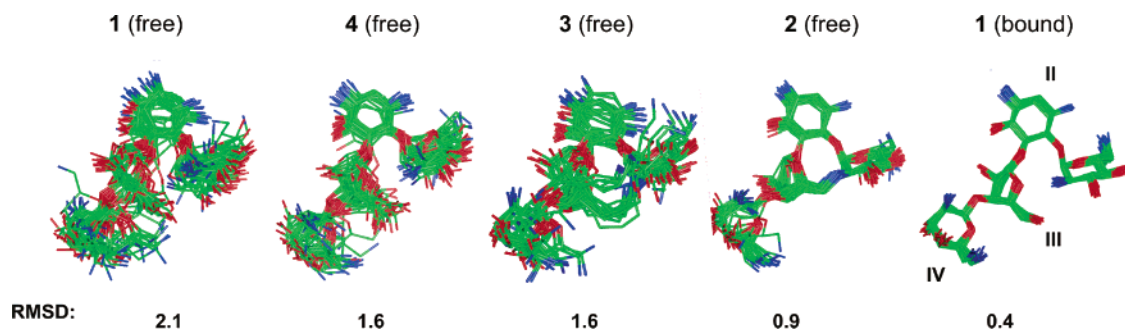 1 (free) 4 (free) 3 (free) 2 (free) 1 (bound)
II
III
IV
RMSD: 2.1 1.6 1.6 0.9 0.4